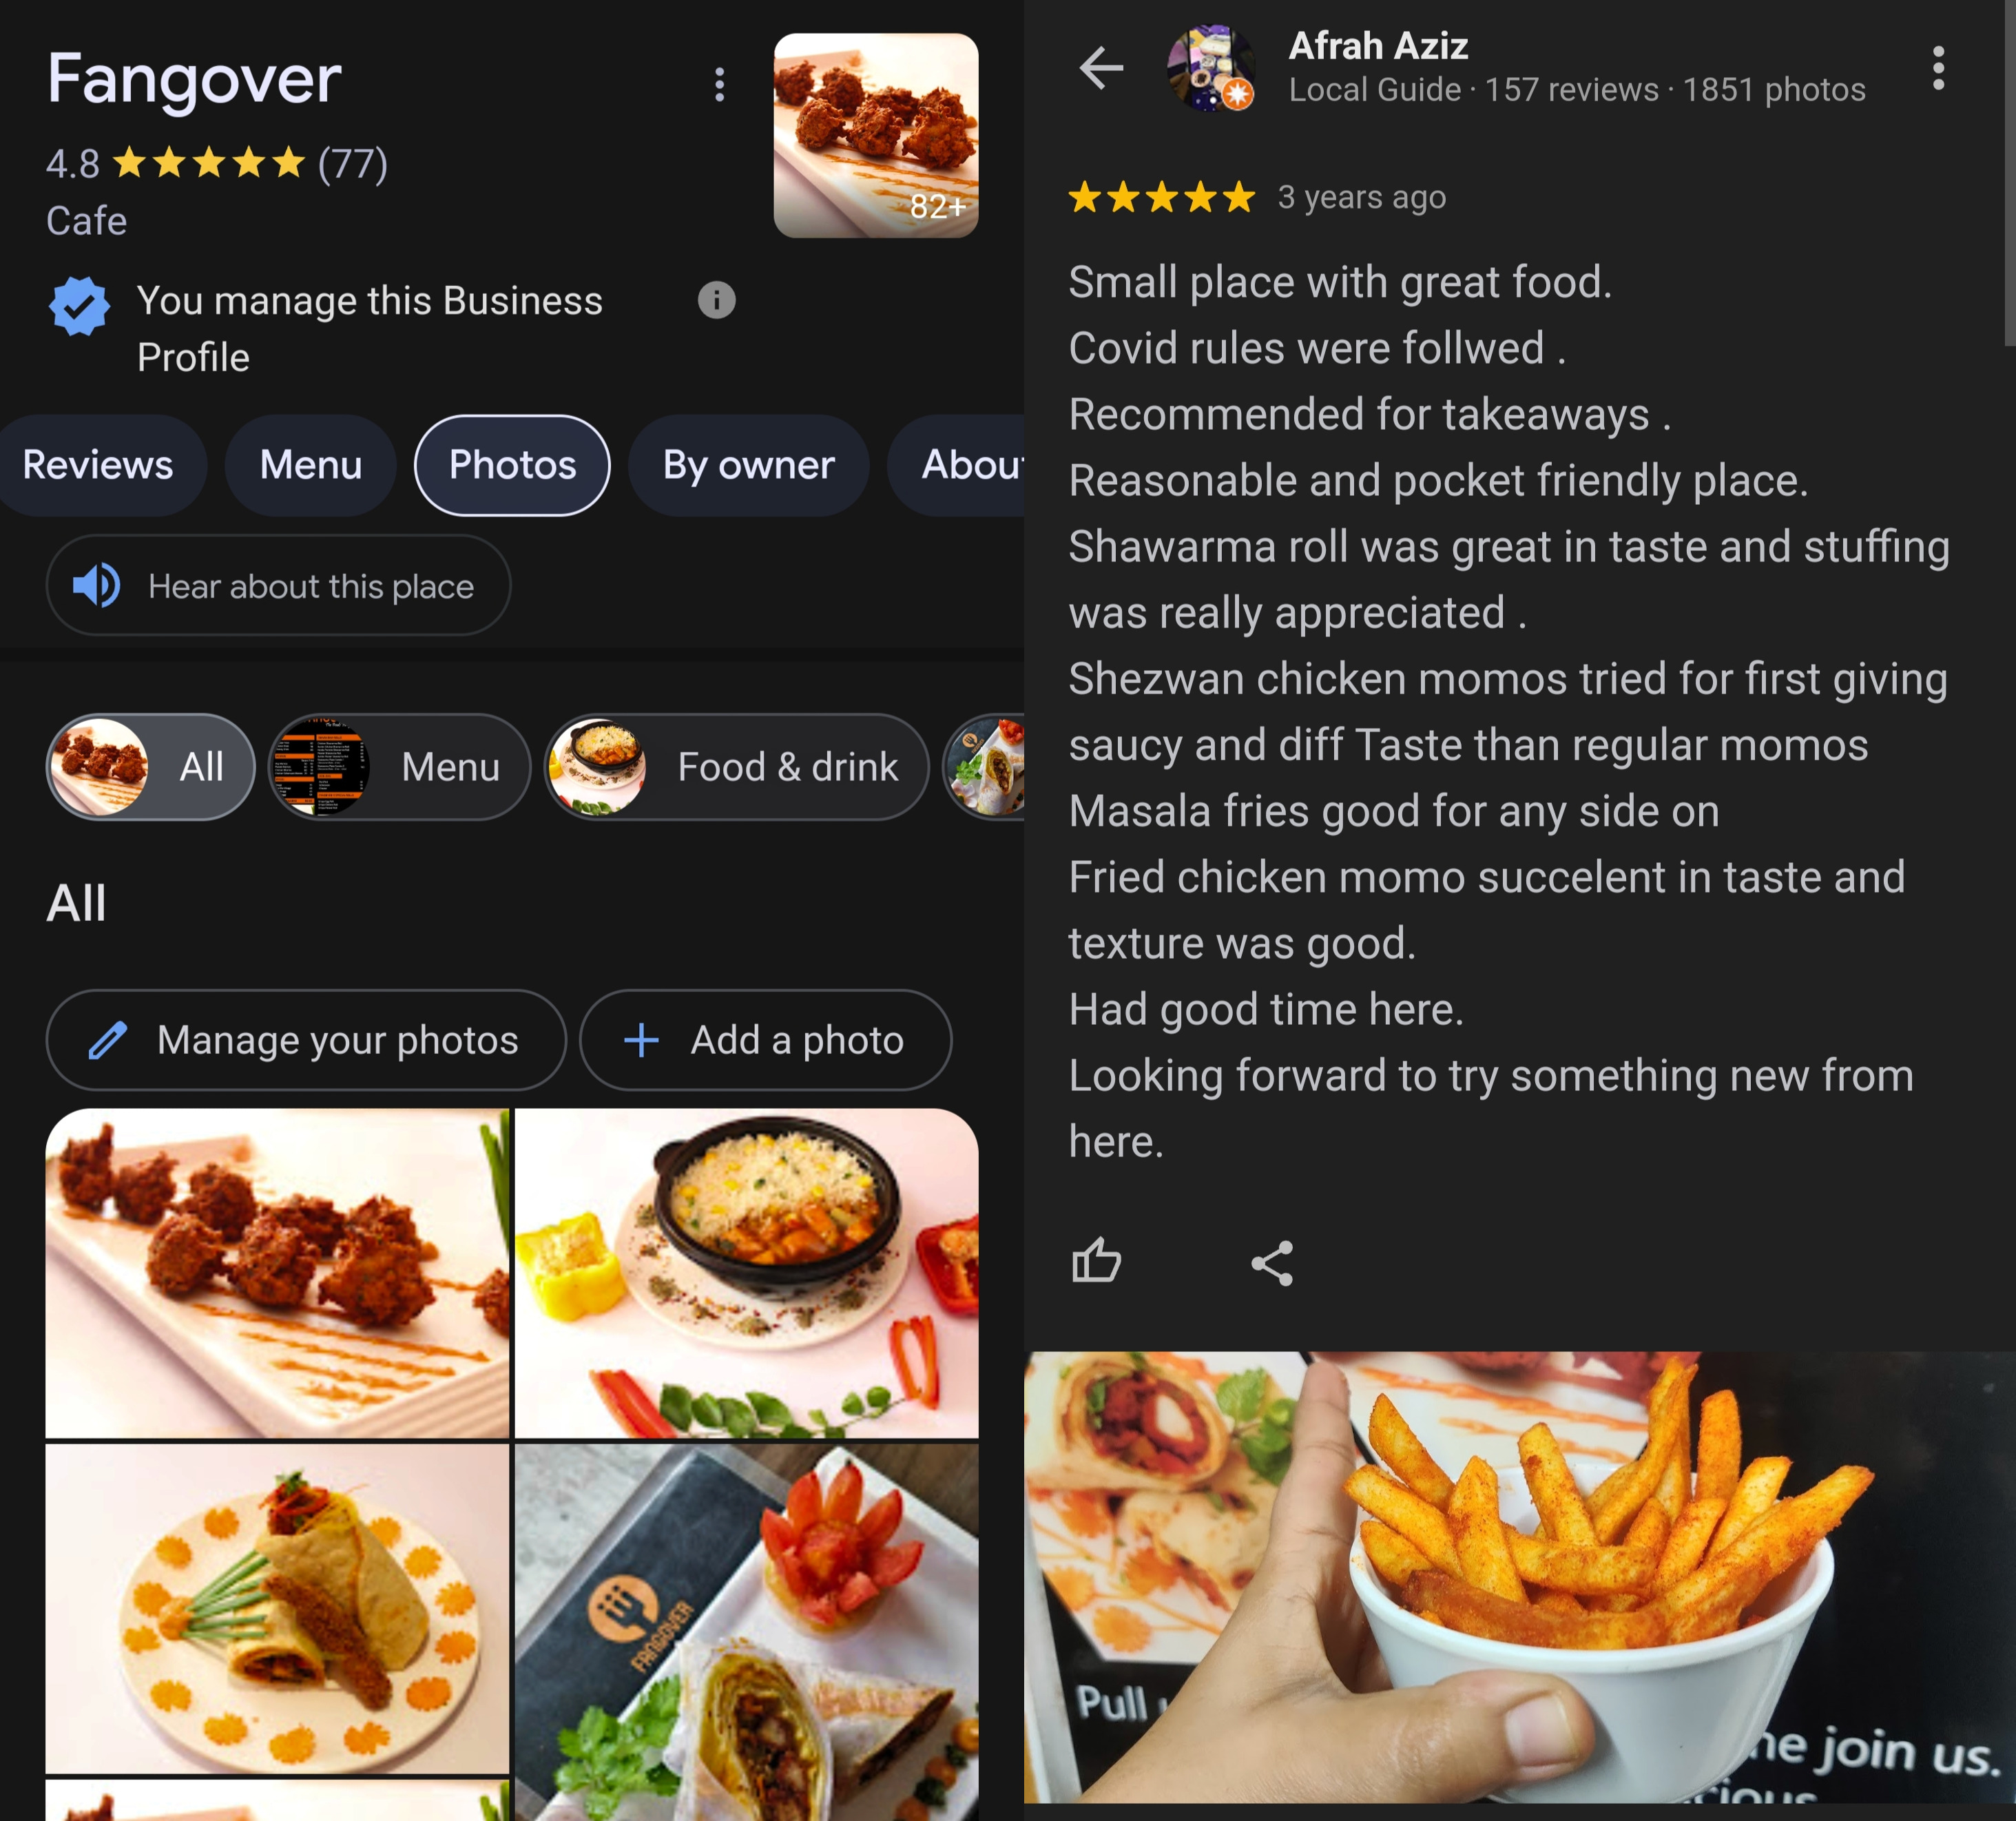 Fangover
4.8 (77)
Cafe
82+
You manage this Business
Profile
Reviews
Menu
Photos
By owner
Abou
Hear about this place
All
Menu
Food & drink
All
Manage your photos
Add a photo
FANGOVER
Afrah Aziz
Local Guide · 157 reviews · 1851 photos
3 years ago
Small place with great food.
Covid rules were follwed .
Recommended for takeaways .
Reasonable and pocket friendly place.
Shawarma roll was great in taste and stuffing
was really appreciated .
Shezwan chicken momos tried for first giving
saucy and diff Taste than regular momos
Masala fries good for any side on
Fried chicken momo succelent in taste and
texture was good.
Had good time here.
Looking forward to try something new from
here.
Pull
join us.